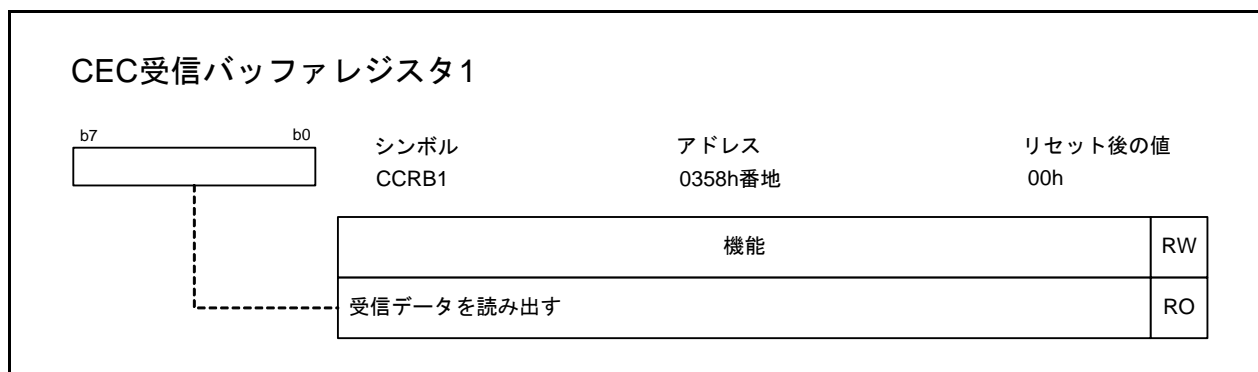 CEC受信バッファレジスタ1
b7 b0
シンボル アドレス リセット後の値
CCRB1 0358h番地 00h
機能 RW
受信データを読み出す RO